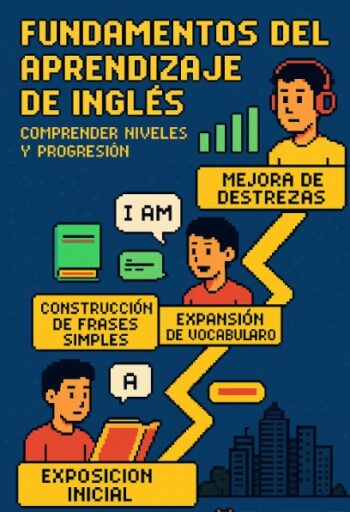 FUNDAMENTOS DEL
APRENDIZAJE
DE INGLÉS
COMPRENDER NIVELES
Y PROGRESIÓN
MEJORA DE
DESTREZAS
I AM
CONSTRUCCIÓN
DE FRASES
SIMPLES
EXPANSIÓN
DE VOCABULARO
A
EXPOSICION
INICIAL